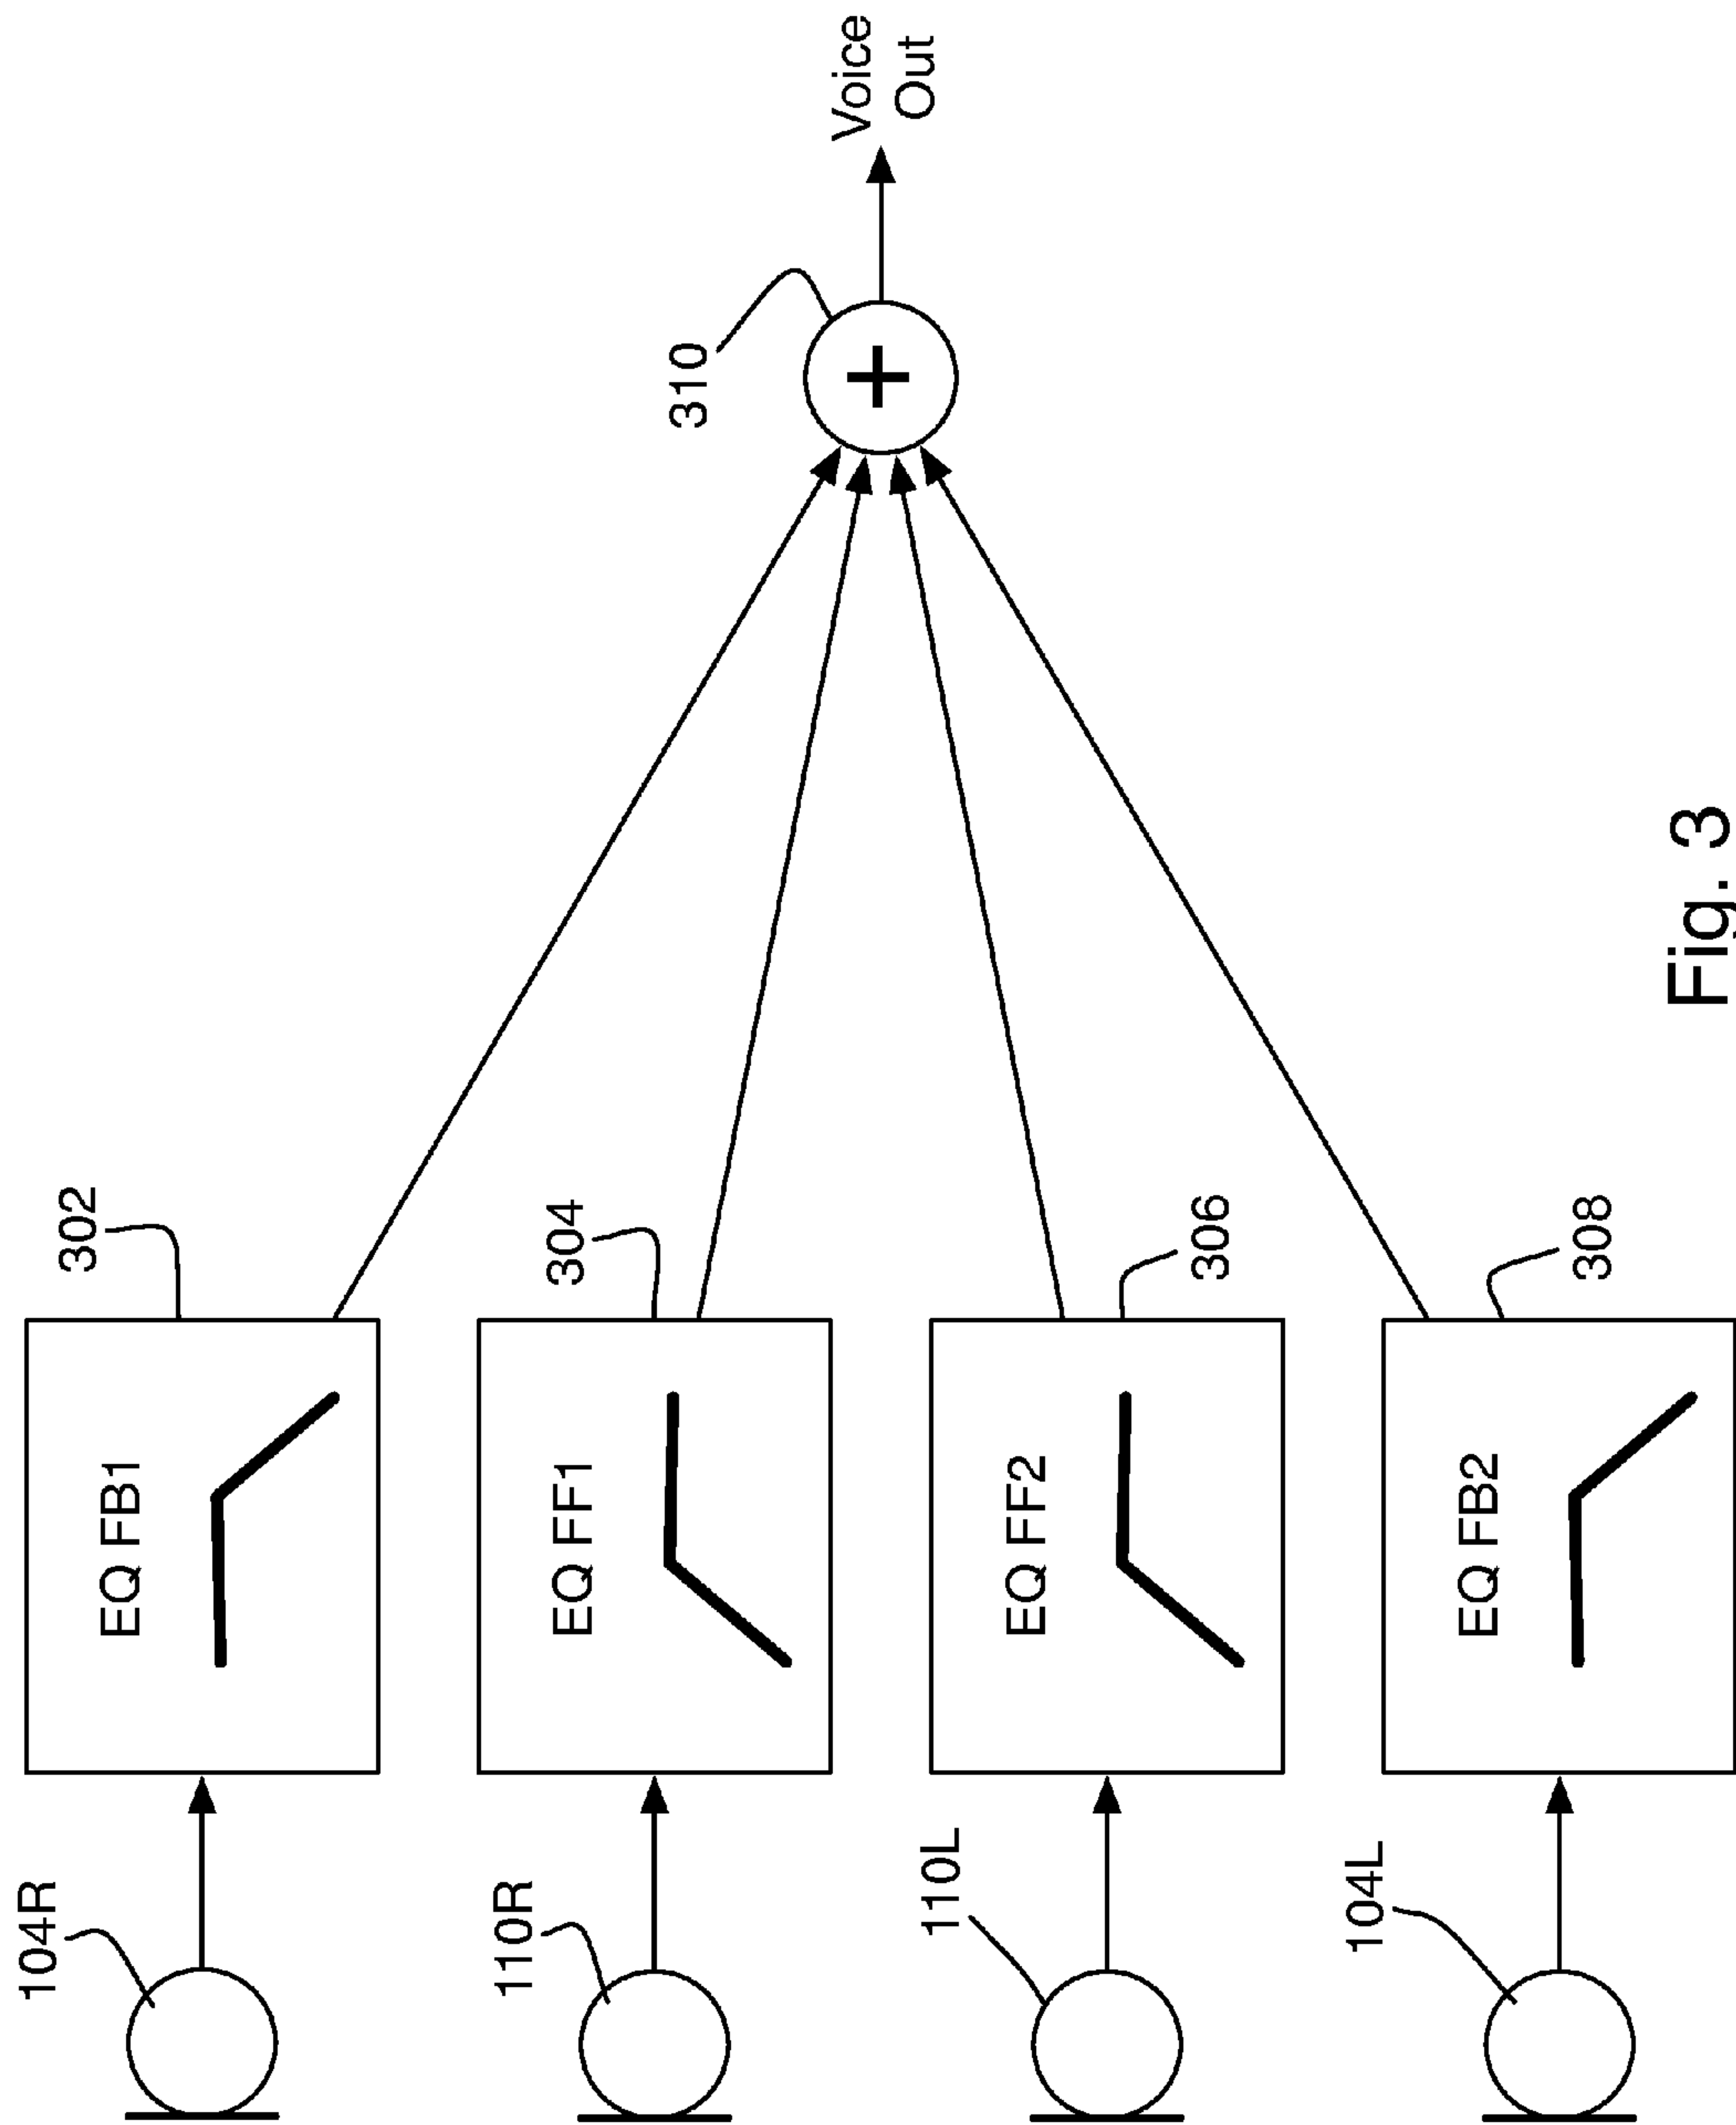 104R
EQ FB1
302
110R
EQ FF1
304
310
Voice
Out
110L
EQ FF2
306
104L
EQ FB2
308
+
Fig. 3